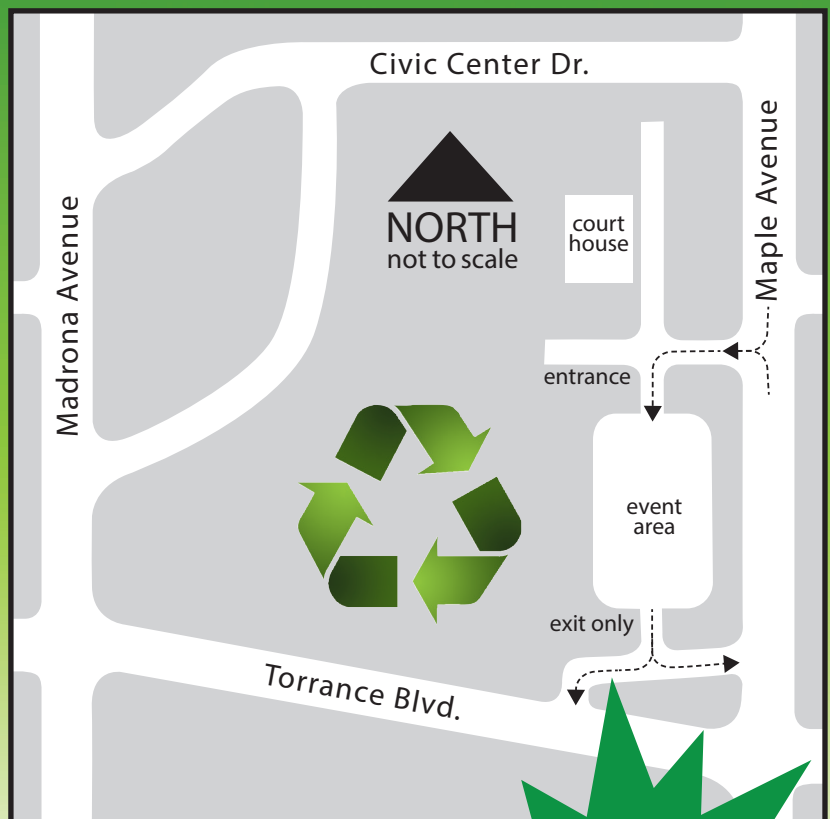 Civic Center Dr.
Maple Avenue
Madrona Avenue
NORTH
not to scale
court
house
entrance
event
area
exit only
Torrance Blvd.